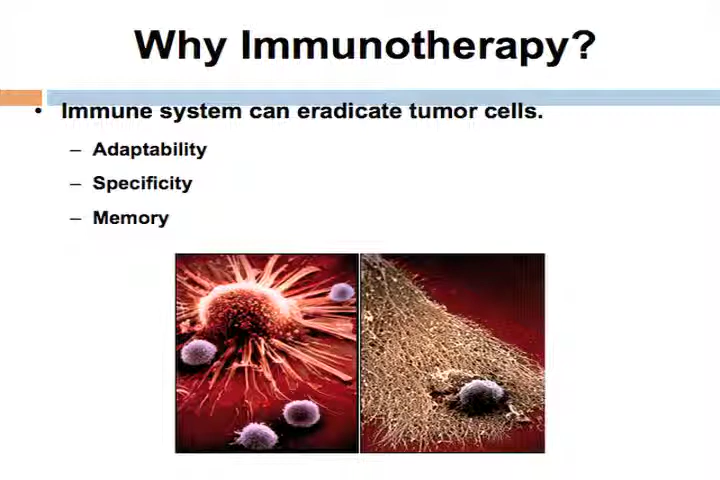 Why Immunotherapy?
• Immune system can eradicate tumor cells.
– Adaptability
– Specificity
– Memory